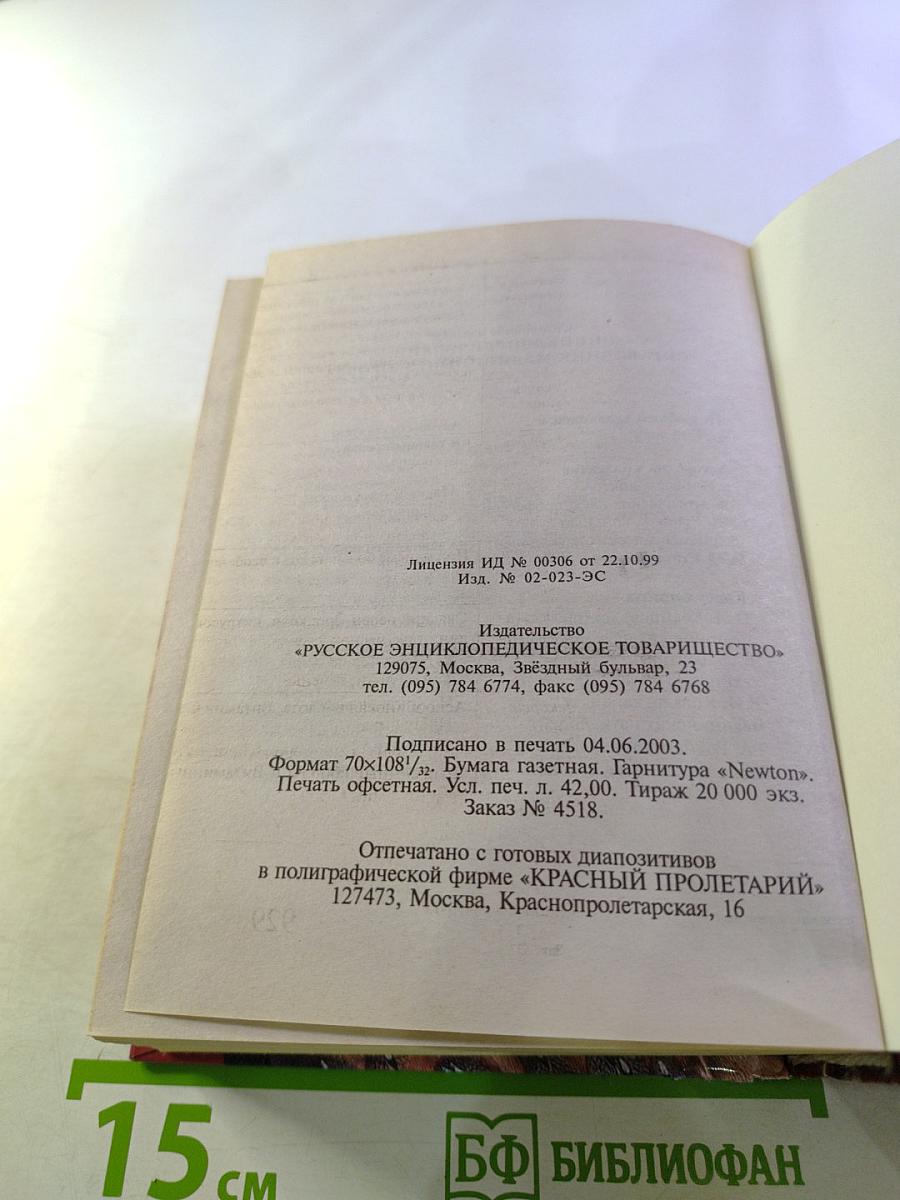 Лицензия ИД № 00306 от 22.10.99
Изд. № 02-023-ЭС
Издательство
«РУССКОЕ ЭНЦИКЛОПЕДИЧЕСКОЕ ТОВАРИЩЕСТВО»
129075, Москва, Звёздный бульвар, 23
тел. (095) 784 6774, факс (095) 784 6768
Подписано в печать 04.06.2003.
Формат 70×108¹/₃₂. Бумага газетная. Гарнитура «Newton».
Печать офсетная. Усл. печ. л. 42,00. Тираж 20 000 экз.
Заказ № 4518.
Отпечатано с готовых диапозитивов
в полиграфической фирме «КРАСНЫЙ ПРОЛЕТАРИЙ»
127473, Москва, Краснопролетарская, 16
929
15 см
БФ БИБЛИОФАН